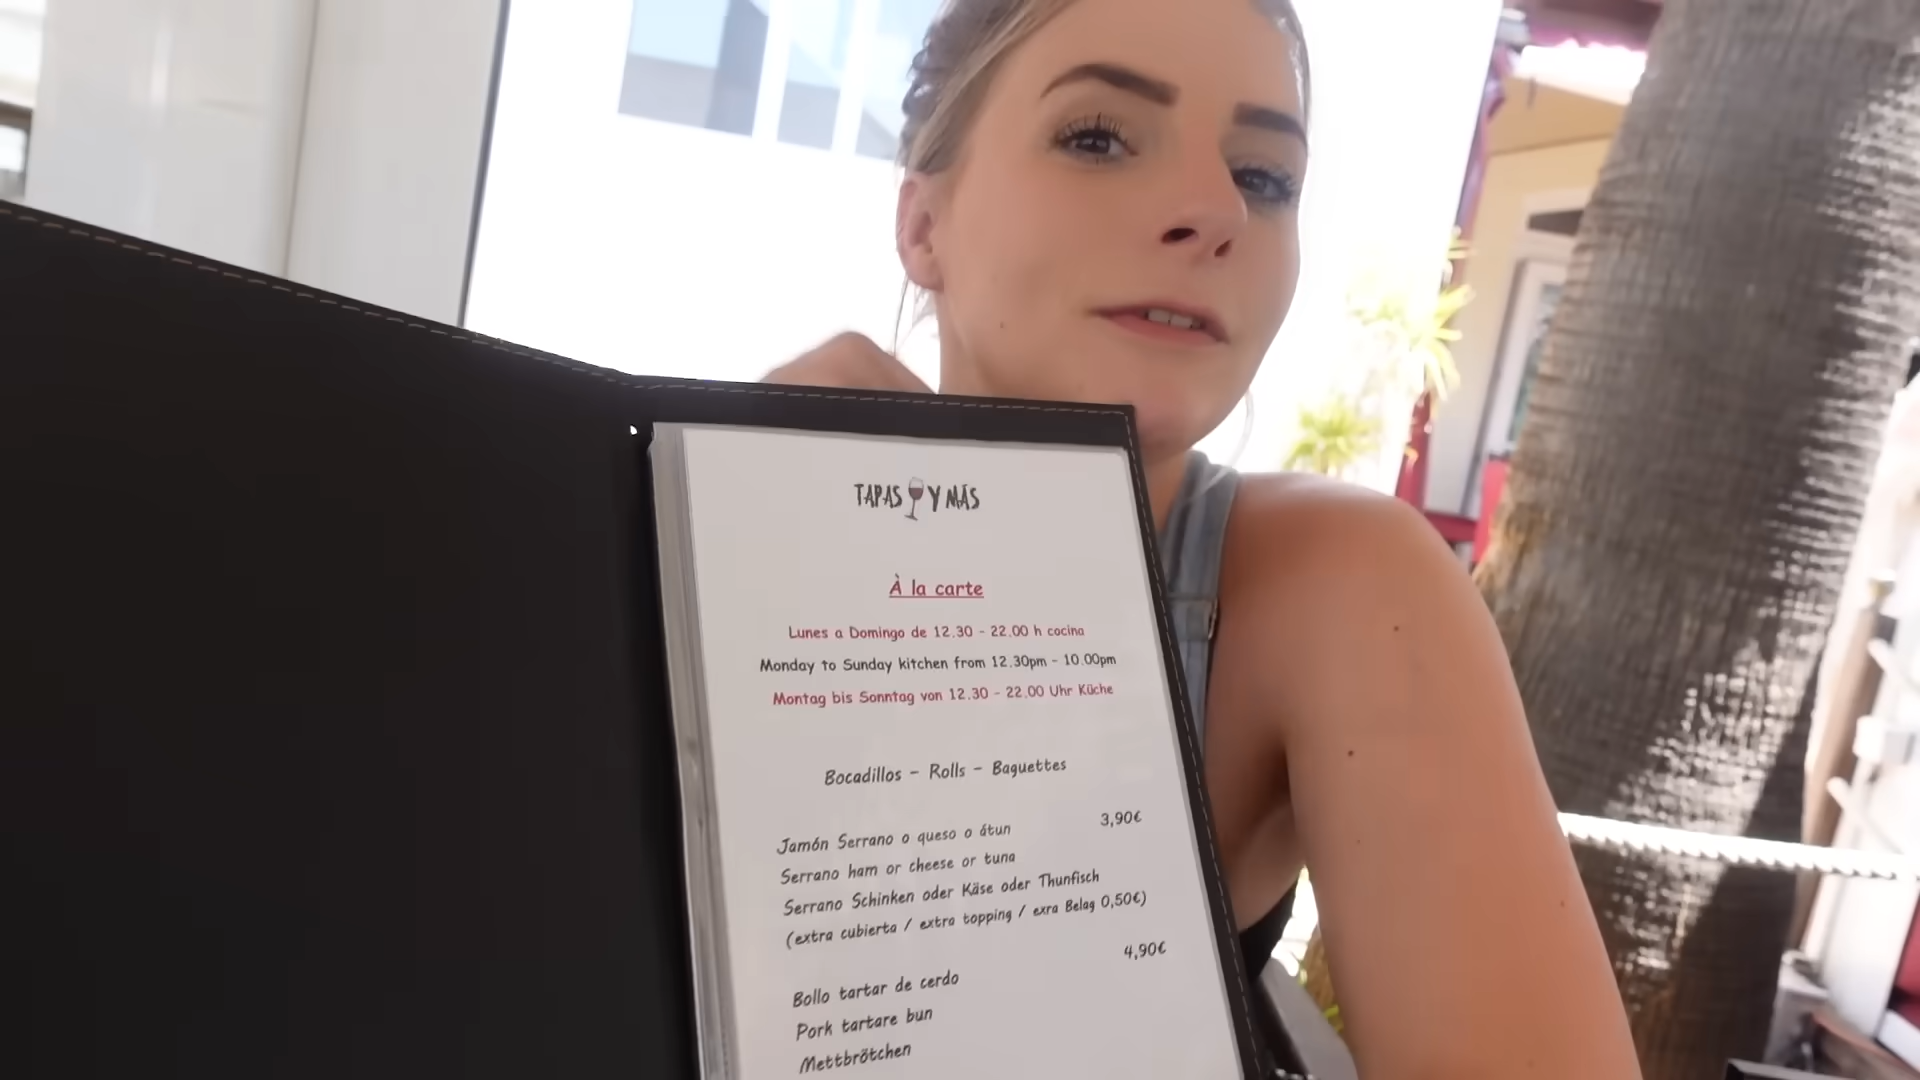 TAPAS Y MÁS
À la carte
Lunes a Domingo de 12.30 - 22.00 h cocina
Monday to Sunday kitchen from 12.30pm - 10.00pm
Montag bis Sonntag von 12.30 - 22.00 Uhr Küche
Bocadillos - Rolls - Baguettes
Jamón Serrano o queso o átun 3,90€
Serrano ham or cheese or tuna
Serrano Schinken oder Käse oder Thunfisch
(extra cubierta / extra topping / exra Belag 0,50€)
Bollo tartar de cerdo 4,90€
Pork tartare bun
Mettbrötchen